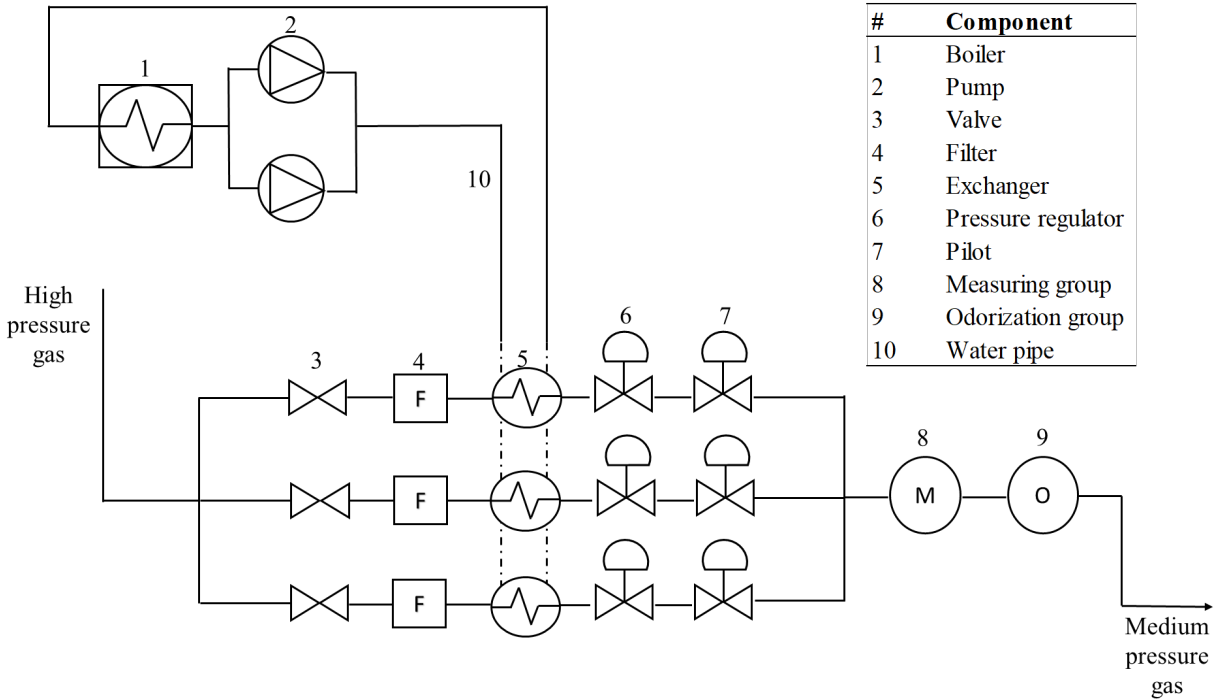 # Component
1 Boiler
2 Pump
3 Valve
4 Filter
5 Exchanger
6 Pressure regulator
7 Pilot
8 Measuring group
9 Odorization group
10 Water pipe
2
1
10
High
pressure
gas
3 4 5 6 7
F
F
F
8 9
M O
Medium
pressure
gas